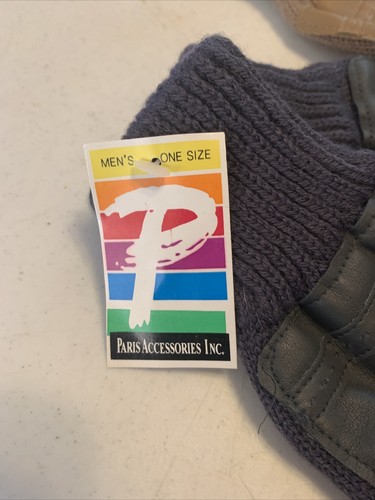 MEN'S ONE SIZE
P
PARIS ACCESSORIES INC.